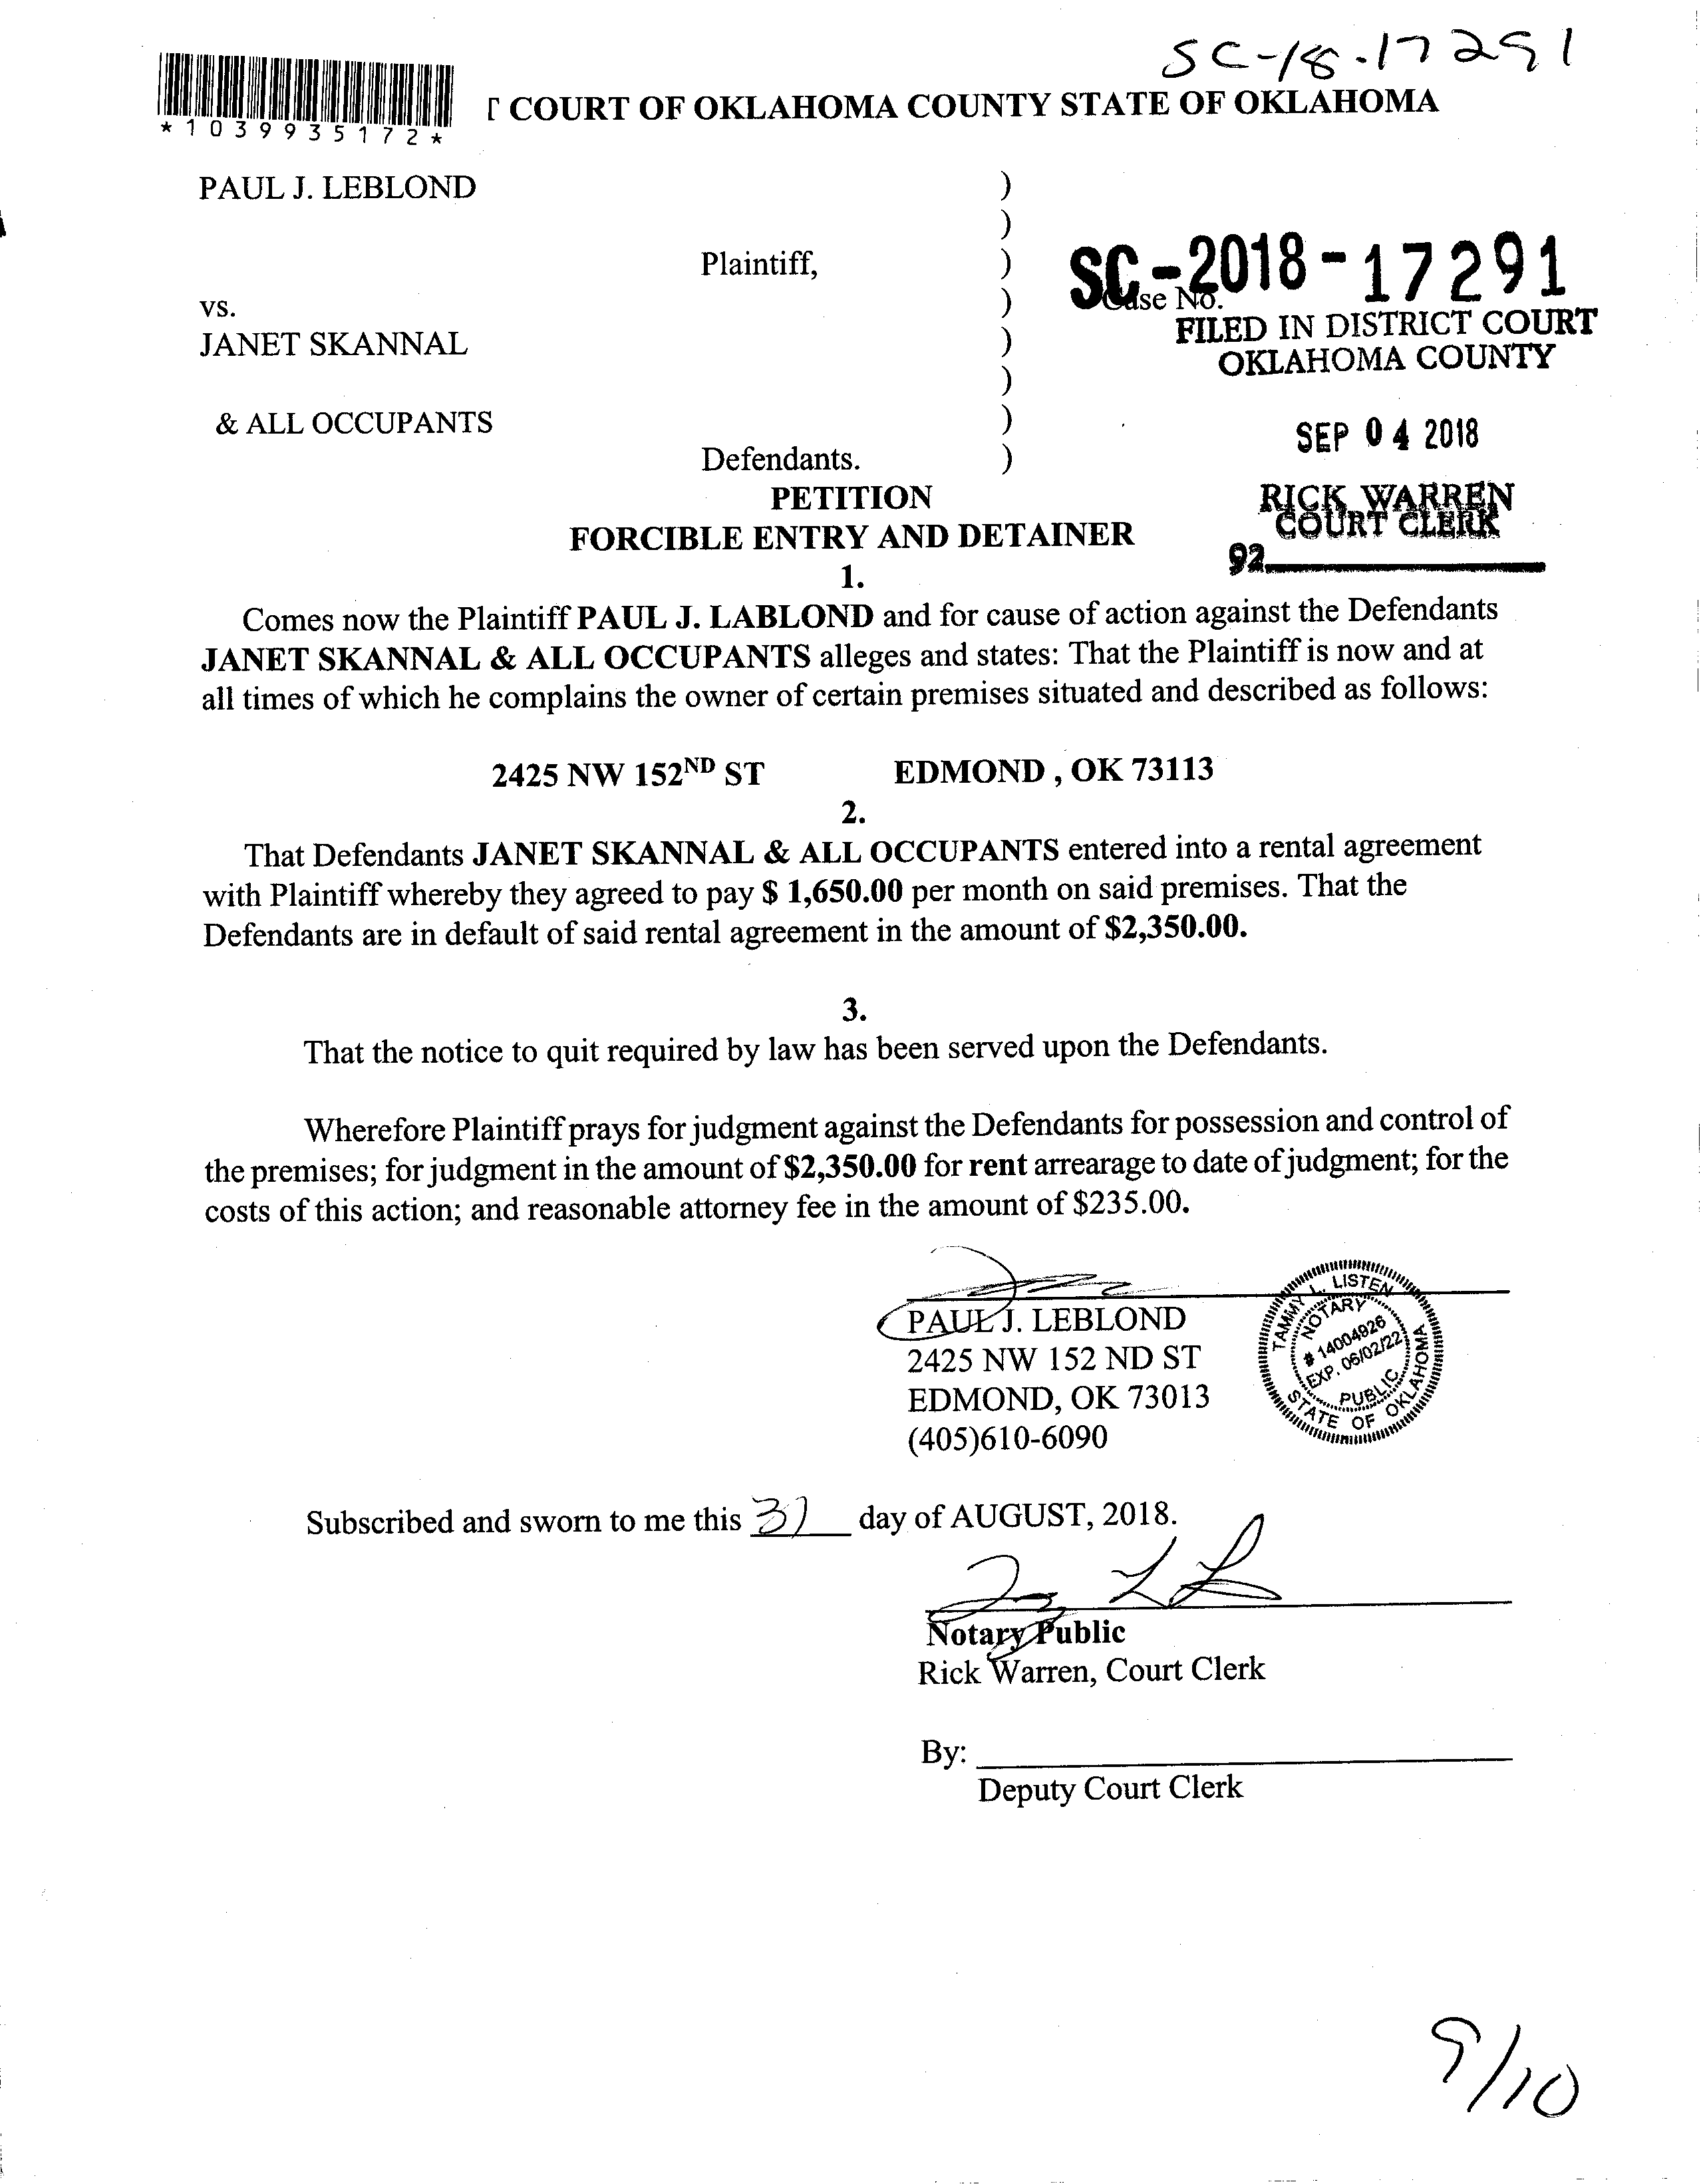 SC-18-17291
*1039935172*
T COURT OF OKLAHOMA COUNTY STATE OF OKLAHOMA
PAUL J. LEBLOND )
)
Plaintiff, )
SC-2018-17291
vs. ) Case No.
FILED IN DISTRICT COURT
JANET SKANNAL )
OKLAHOMA COUNTY
)
& ALL OCCUPANTS )
SEP 04 2018
Defendants. )
PETITION
RICK WARREN
COURT CLERK
FORCIBLE ENTRY AND DETAINER
92
1.
Comes now the Plaintiff PAUL J. LABLOND and for cause of action against the Defendants
JANET SKANNAL & ALL OCCUPANTS alleges and states: That the Plaintiff is now and at
all times of which he complains the owner of certain premises situated and described as follows:
2425 NW 152ND ST EDMOND , OK 73113
2.
That Defendants JANET SKANNAL & ALL OCCUPANTS entered into a rental agreement
with Plaintiff whereby they agreed to pay $ 1,650.00 per month on said premises. That the
Defendants are in default of said rental agreement in the amount of $2,350.00.
3.
That the notice to quit required by law has been served upon the Defendants.
Wherefore Plaintiff prays for judgment against the Defendants for possession and control of
the premises; for judgment in the amount of $2,350.00 for rent arrearage to date of judgment; for the
costs of this action; and reasonable attorney fee in the amount of $235.00.
PAUL J. LEBLOND
2425 NW 152 ND ST
EDMOND, OK 73013
(405)610-6090
TAMMY L. LISTEN
NOTARY
# 14004926
EXP. 06/02/22
PUBLIC
STATE OF OKLAHOMA
Subscribed and sworn to me this 31 day of AUGUST, 2018.
Notary Public
Rick Warren, Court Clerk
By:
Deputy Court Clerk
9/10